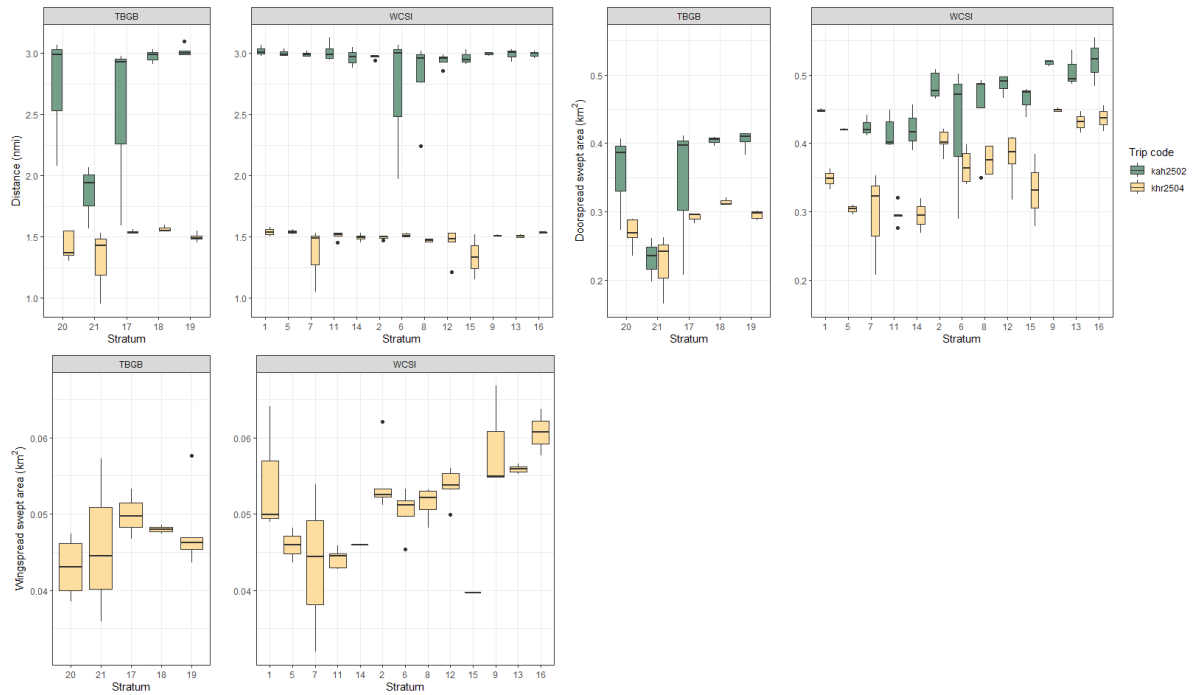 TBGB
WCSI
Distance (nmi)
3.0
2.5
2.0
1.5
1.0
20 21 17 18 19
Stratum
3.0
2.5
2.0
1.5
1.0
1 5 7 11 14 2 6 8 12 15 9 13 16
Stratum
TBGB
WCSI
Doorspread swept area (km²)
0.5
0.4
0.3
0.2
20 21 17 18 19
Stratum
0.5
0.4
0.3
0.2
1 5 7 11 14 2 6 8 12 15 9 13 16
Stratum
Trip code
kah2502
khr2504
TBGB
WCSI
Wingspread swept area (km²)
0.06
0.05
0.04
20 21 17 18 19
Stratum
0.06
0.05
0.04
1 5 7 11 14 2 6 8 12 15 9 13 16
Stratum